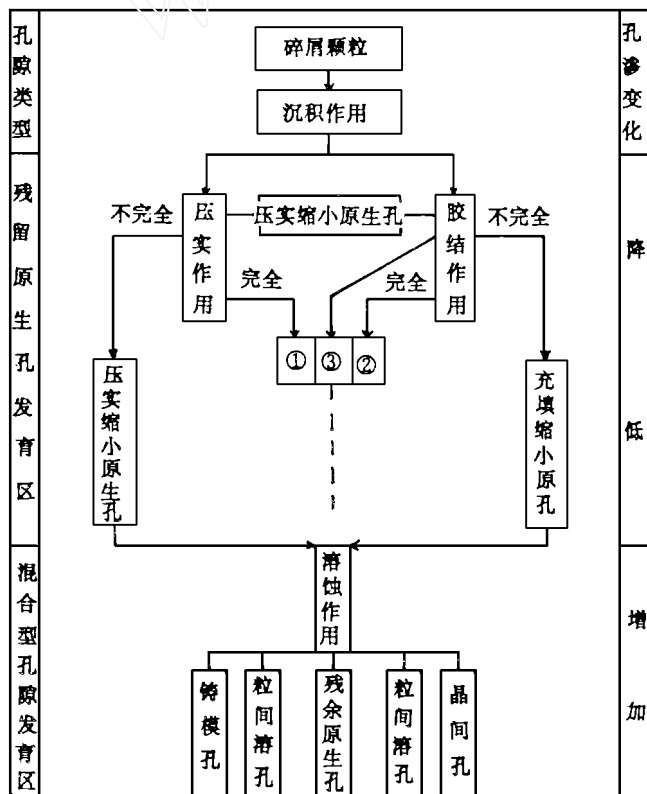 孔隙类型
碎屑颗粒
孔渗变化
沉积作用
残留原生孔发育区
不完全
压实作用
压实缩小原生孔
胶结作用
不完全
降低
完全
完全
①
③
②
压实缩小原生孔
充填缩小原孔
混合型孔隙发育区
溶蚀作用
增加
铸模孔
粒间溶孔
残余原生孔
粒间溶孔
晶间孔